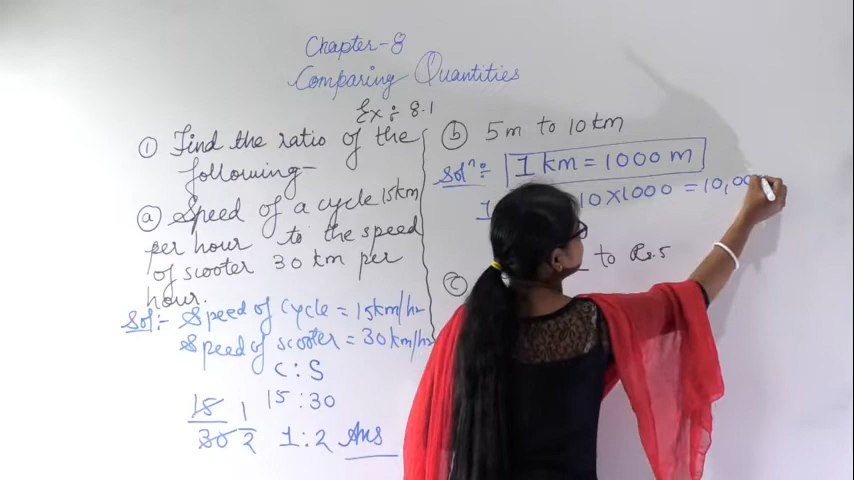 Chapter-8
Comparing Quantities
Ex: 8.1
① Find the ratio of the
following-
ⓐ Speed of a cycle 15km
per hour to the speed
of scooter 30 km per
hour.
Sol:- Speed of cycle = 15km/hr
Speed of scooter = 30km/hr
C : S
15 : 30
15/30 1/2
1 : 2 Ans
ⓑ 5m to 10km
Solⁿ:- 1 km = 1000 m
10×1000 = 10,00
ⓒ to Rs.5